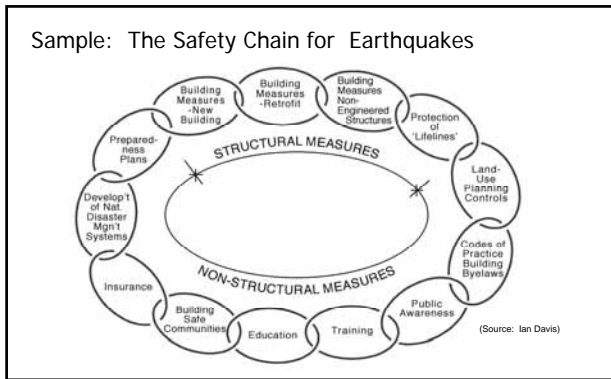 Sample: The Safety Chain for Earthquakes
Building
Measures
-New
Building
Building
Measures
-Retrofit
Building
Measures
Non-
Engineered
Structures
Protection
of
'Lifelines'
Land-
Use
Planning
Controls
Codes of
Practice
Building
Byelaws
Public
Awareness
Training
Education
Building
Safe
Communities
Insurance
Develop't
of Nat.
Disaster
Mgn't
Systems
Prepared-
ness
Plans
STRUCTURAL MEASURES
NON-STRUCTURAL MEASURES
(Source: Ian Davis)